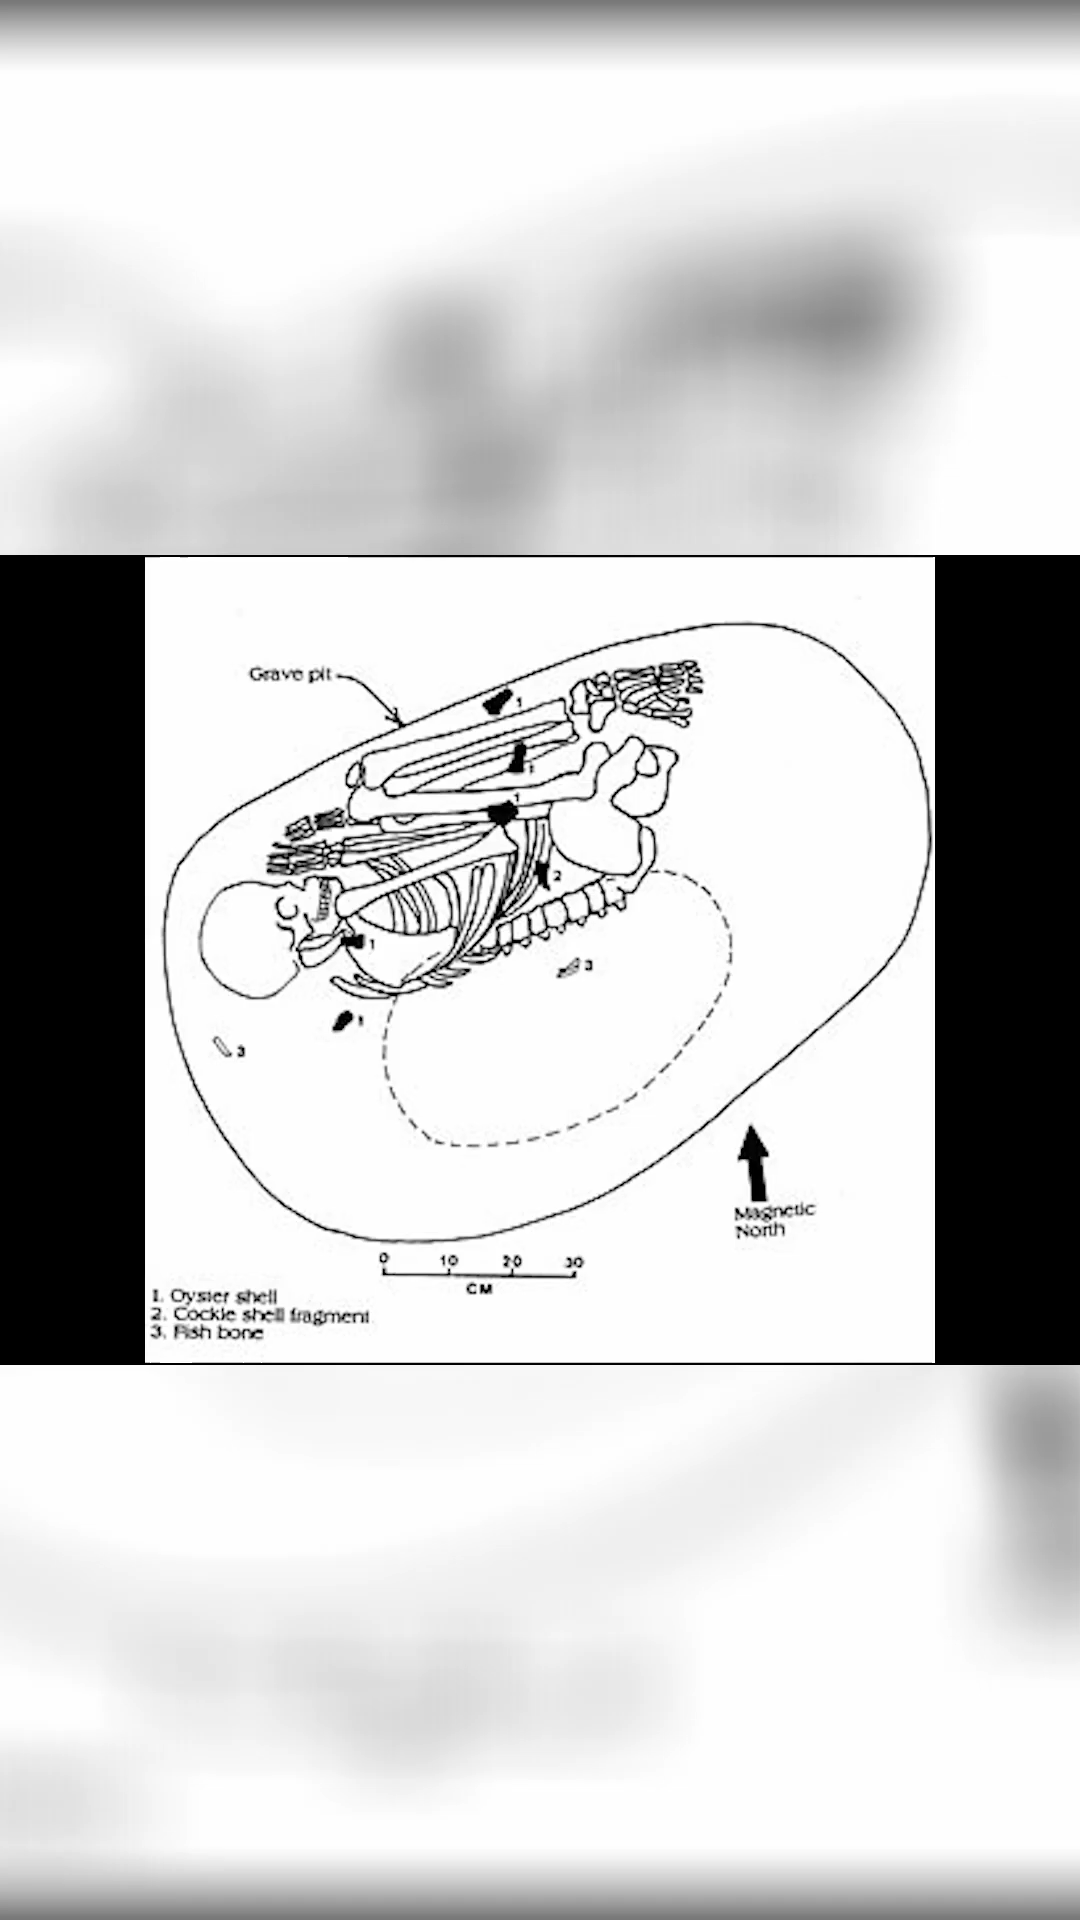 Grave pit
1
1
1
2
1
3
1
3
Magnetic
North
0 10 20 30
CM
1. Oyster shell
2. Cockle shell fragment
3. Fish bone